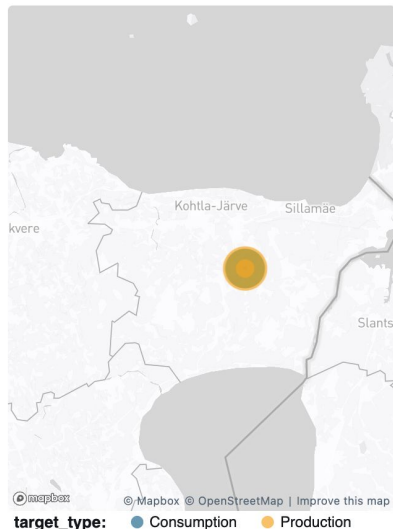 Kohtla-Järve
Sillamäe
kvere
Slants
mapbox
© Mapbox © OpenStreetMap | Improve this map
target_type: Consumption Production